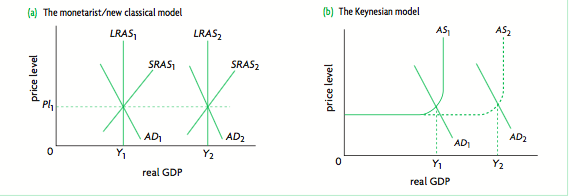 (a) The monetarist/new classical model
price level
LRAS₁
LRAS₂
SRAS₁
SRAS₂
Pl₁
AD₁
AD₂
0
Y₁
Y₂
real GDP
(b) The Keynesian model
price level
AS₁
AS₂
AD₁
AD₂
0
Y₁
Y₂
real GDP